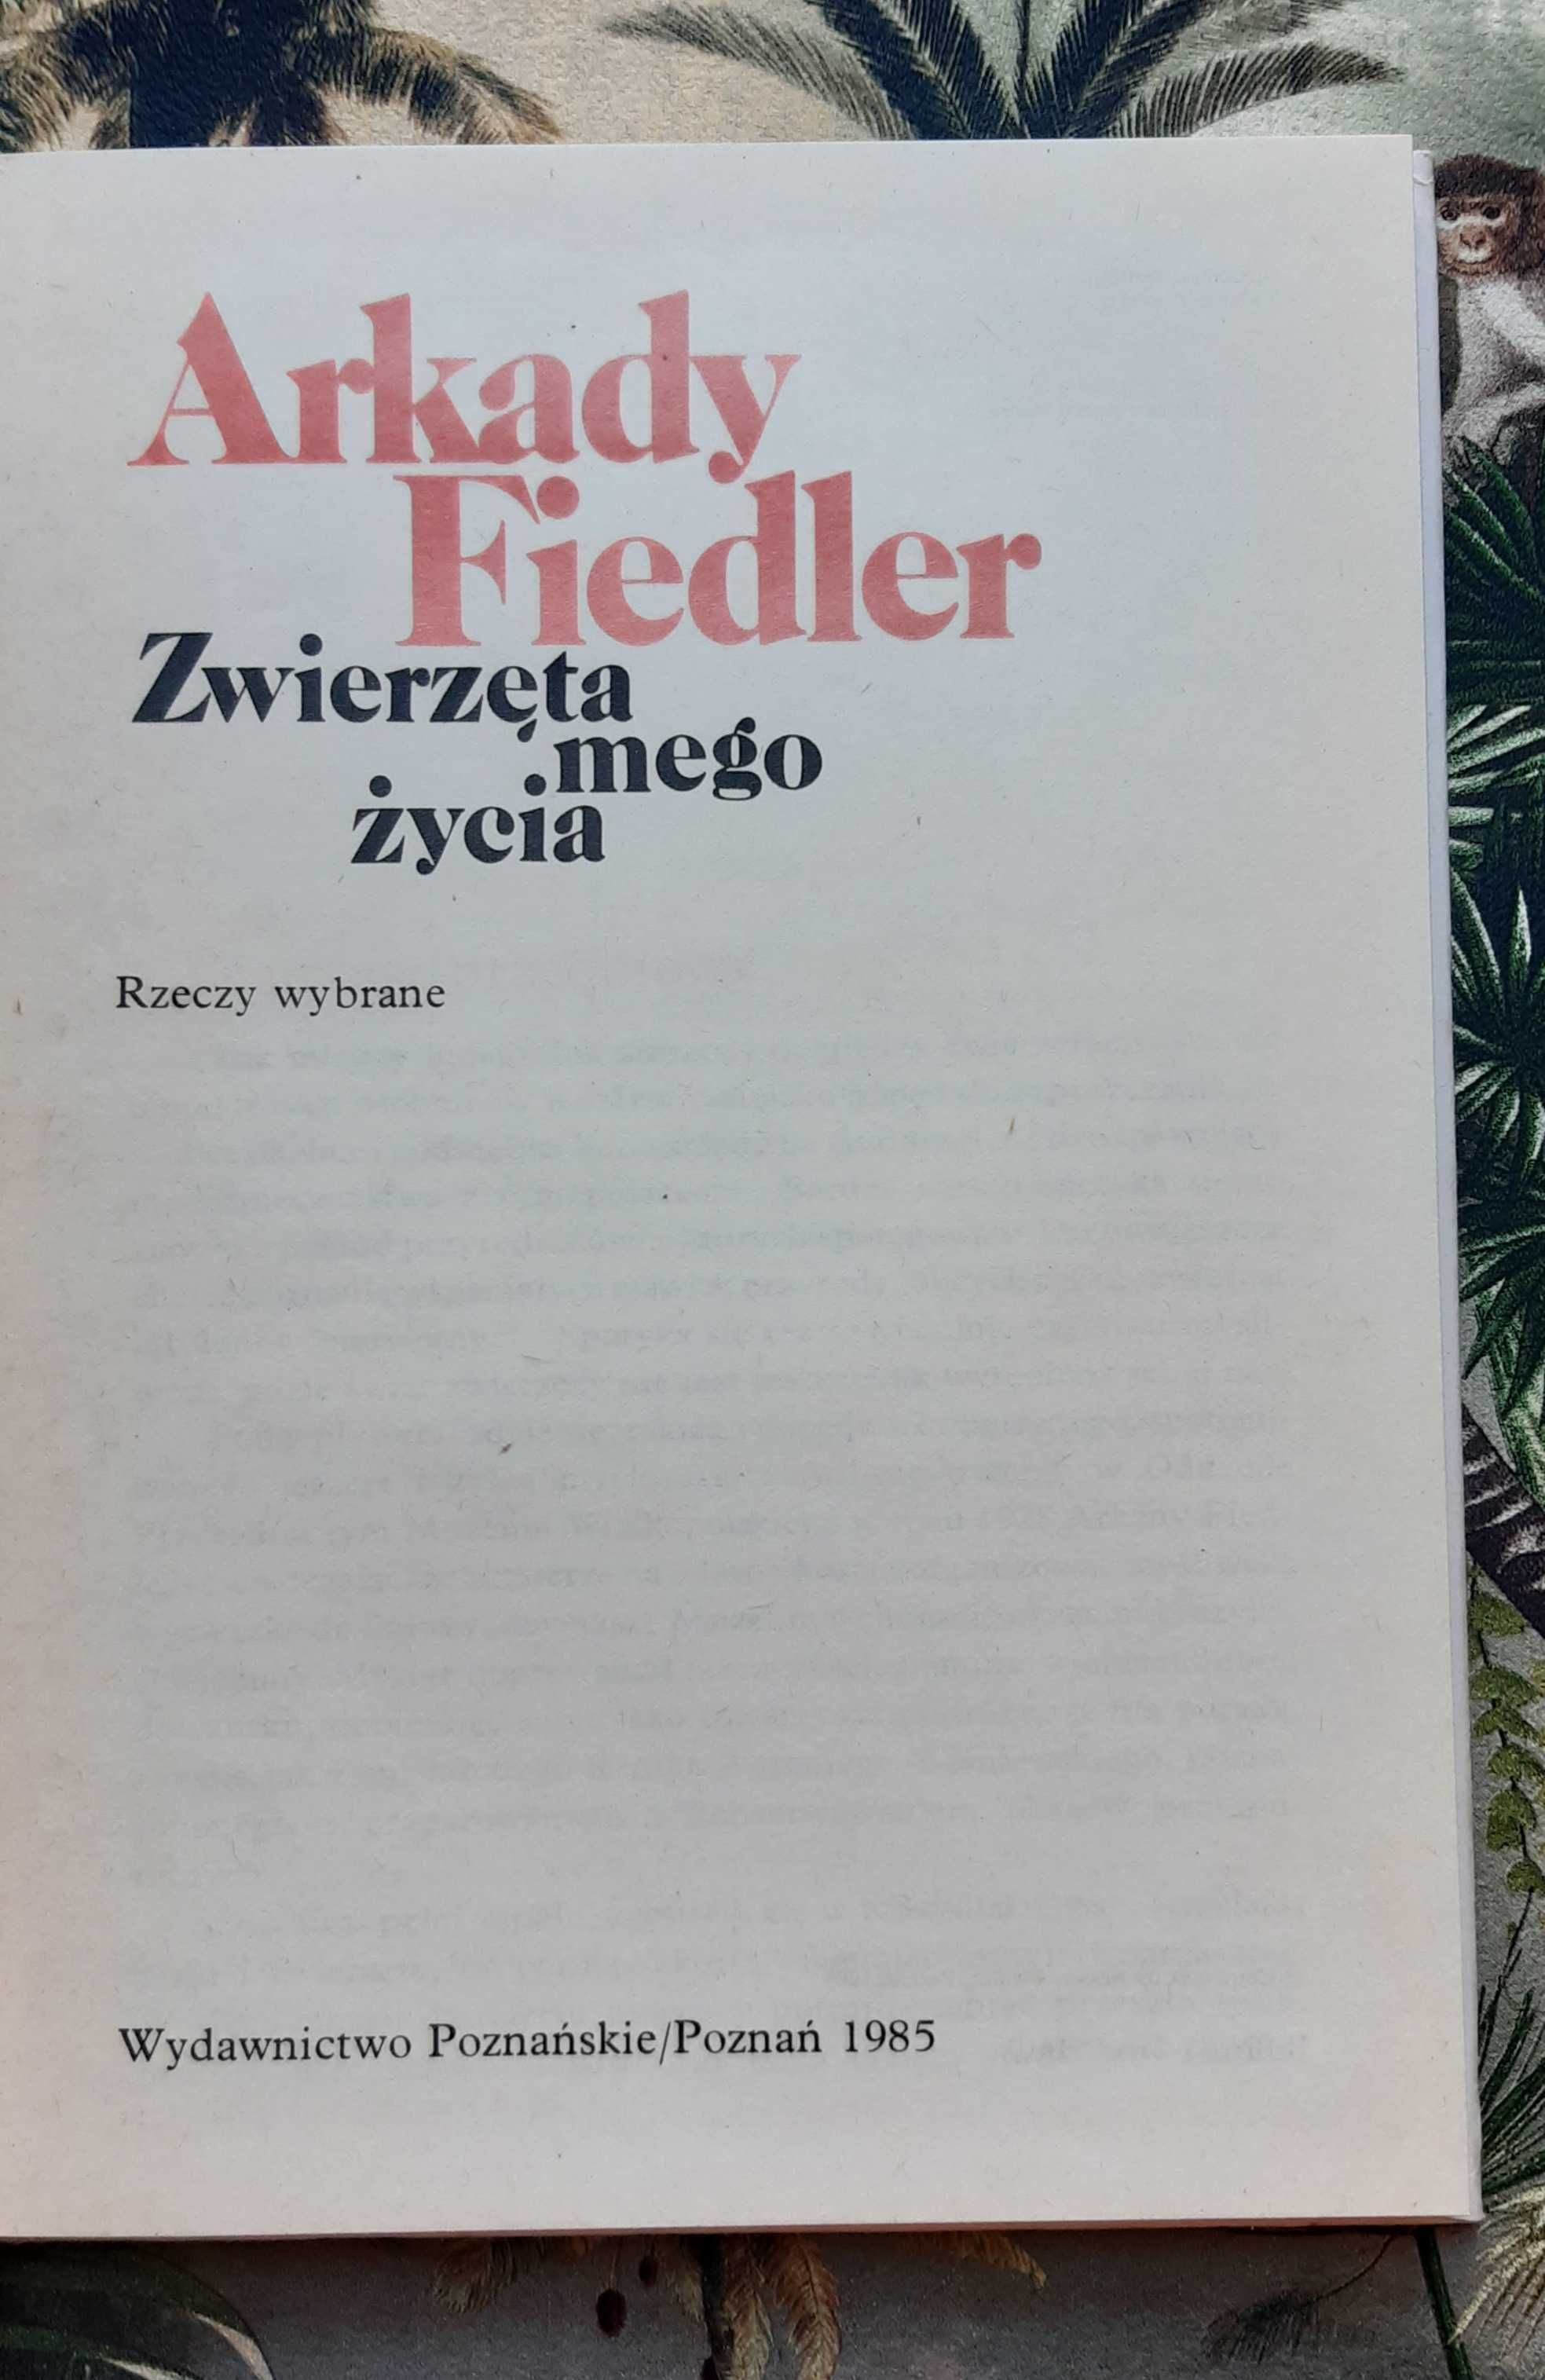 Arkady
Fiedler
Zwierzęta
mego
życia
Rzeczy wybrane
Wydawnictwo Poznańskie/Poznań 1985